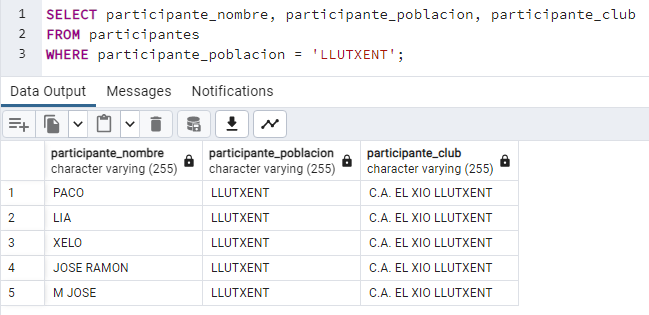 1 SELECT participante_nombre, participante_poblacion, participante_club
2 FROM participantes
3 WHERE participante_poblacion = 'LLUTXENT';
Data Output Messages Notifications
participante_nombre participante_poblacion participante_club
character varying (255) character varying (255) character varying (255)
1 PACO LLUTXENT C.A. EL XIO LLUTXENT
2 LIA LLUTXENT C.A. EL XIO LLUTXENT
3 XELO LLUTXENT C.A. EL XIO LLUTXENT
4 JOSE RAMON LLUTXENT C.A. EL XIO LLUTXENT
5 M JOSE LLUTXENT C.A. EL XIO LLUTXENT